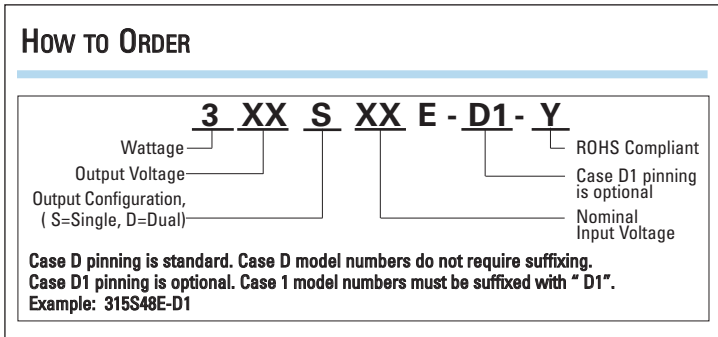 HOW TO ORDER
3 XX S XX E - D1 - Y
Wattage
Output Voltage
Output Configuration,
( S=Single, D=Dual)
ROHS Compliant
Case D1 pinning
is optional
Nominal
Input Voltage
Case D pinning is standard. Case D model numbers do not require suffixing.
Case D1 pinning is optional. Case 1 model numbers must be suffixed with “ D1”.
Example: 315S48E-D1